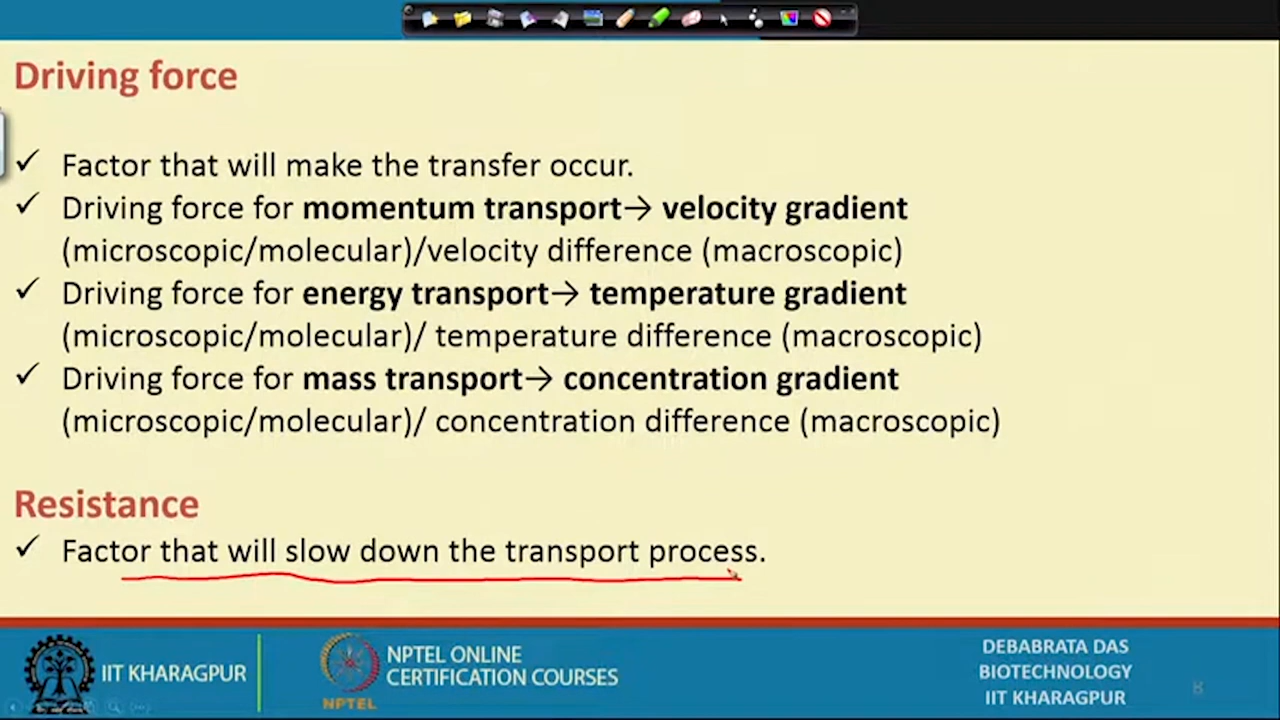 Driving force
✓ Factor that will make the transfer occur.
✓ Driving force for momentum transport→ velocity gradient
(microscopic/molecular)/velocity difference (macroscopic)
✓ Driving force for energy transport→ temperature gradient
(microscopic/molecular)/ temperature difference (macroscopic)
✓ Driving force for mass transport→ concentration gradient
(microscopic/molecular)/ concentration difference (macroscopic)
Resistance
✓ Factor that will slow down the transport process.
IIT KHARAGPUR
NPTEL
NPTEL ONLINE
CERTIFICATION COURSES
DEBABRATA DAS
BIOTECHNOLOGY
IIT KHARAGPUR